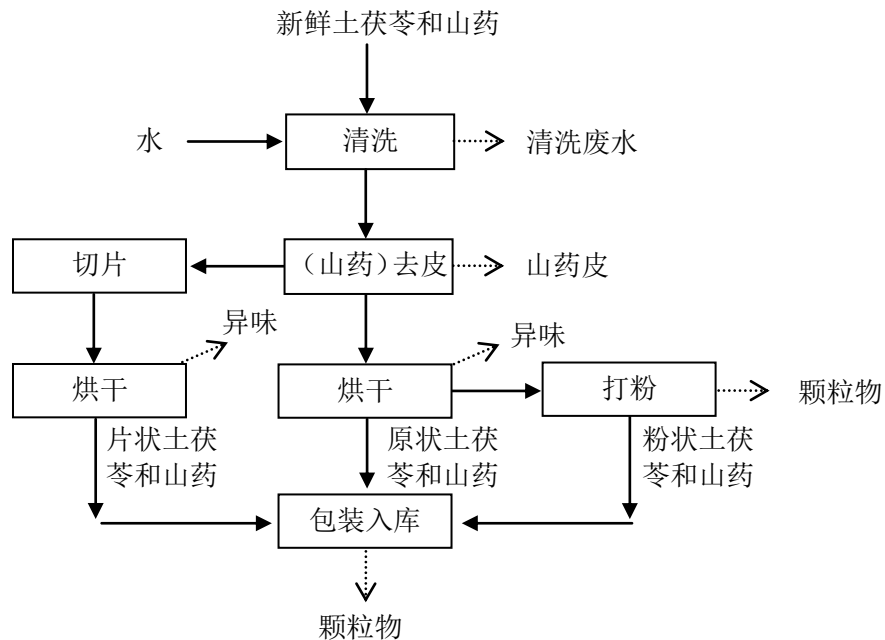 新鲜土茯苓和山药
水
清洗
清洗废水
切片
（山药）去皮
山药皮
异味
异味
烘干
烘干
打粉
颗粒物
片状土茯
苓和山药
原状土茯
苓和山药
粉状土茯
苓和山药
包装入库
颗粒物